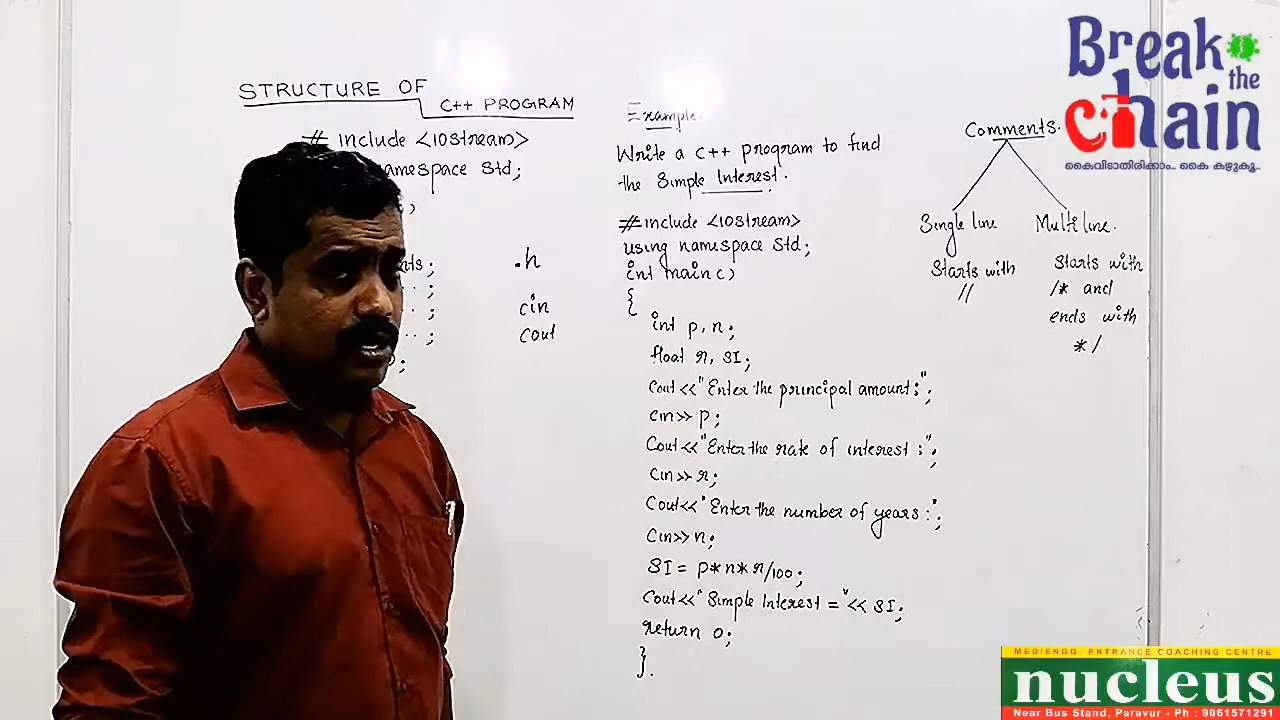 STRUCTURE OF
C++ PROGRAM
# include <iostream>
namespace std;
;
;
;
;
.h
cin
cout
Example.
Write a C++ program to find
the Simple Interest.
# include <iostream>
using namespace std;
int main()
{
int p, n;
float r, SI;
Cout<<"Enter the principal amount:";
Cin>> p;
Cout<<"Enter the rate of interest :";
Cin>> r;
Cout<<"Enter the number of years :";
Cin>> n;
SI = p*n*r/100;
Cout<<"Simple Interest ="<< SI;
return 0;
}.
Comments.
Single line
Starts with
//
Multi line.
Starts with
/* and
ends with
*/
Break
the
chain
കൈവിടാതിരിക്കാം.. കൈ കഴുകൂ...
MED/ENGG. ENTRANCE COACHING CENTRE
nucleus
Near Bus Stand, Paravur - Ph : 9061571291